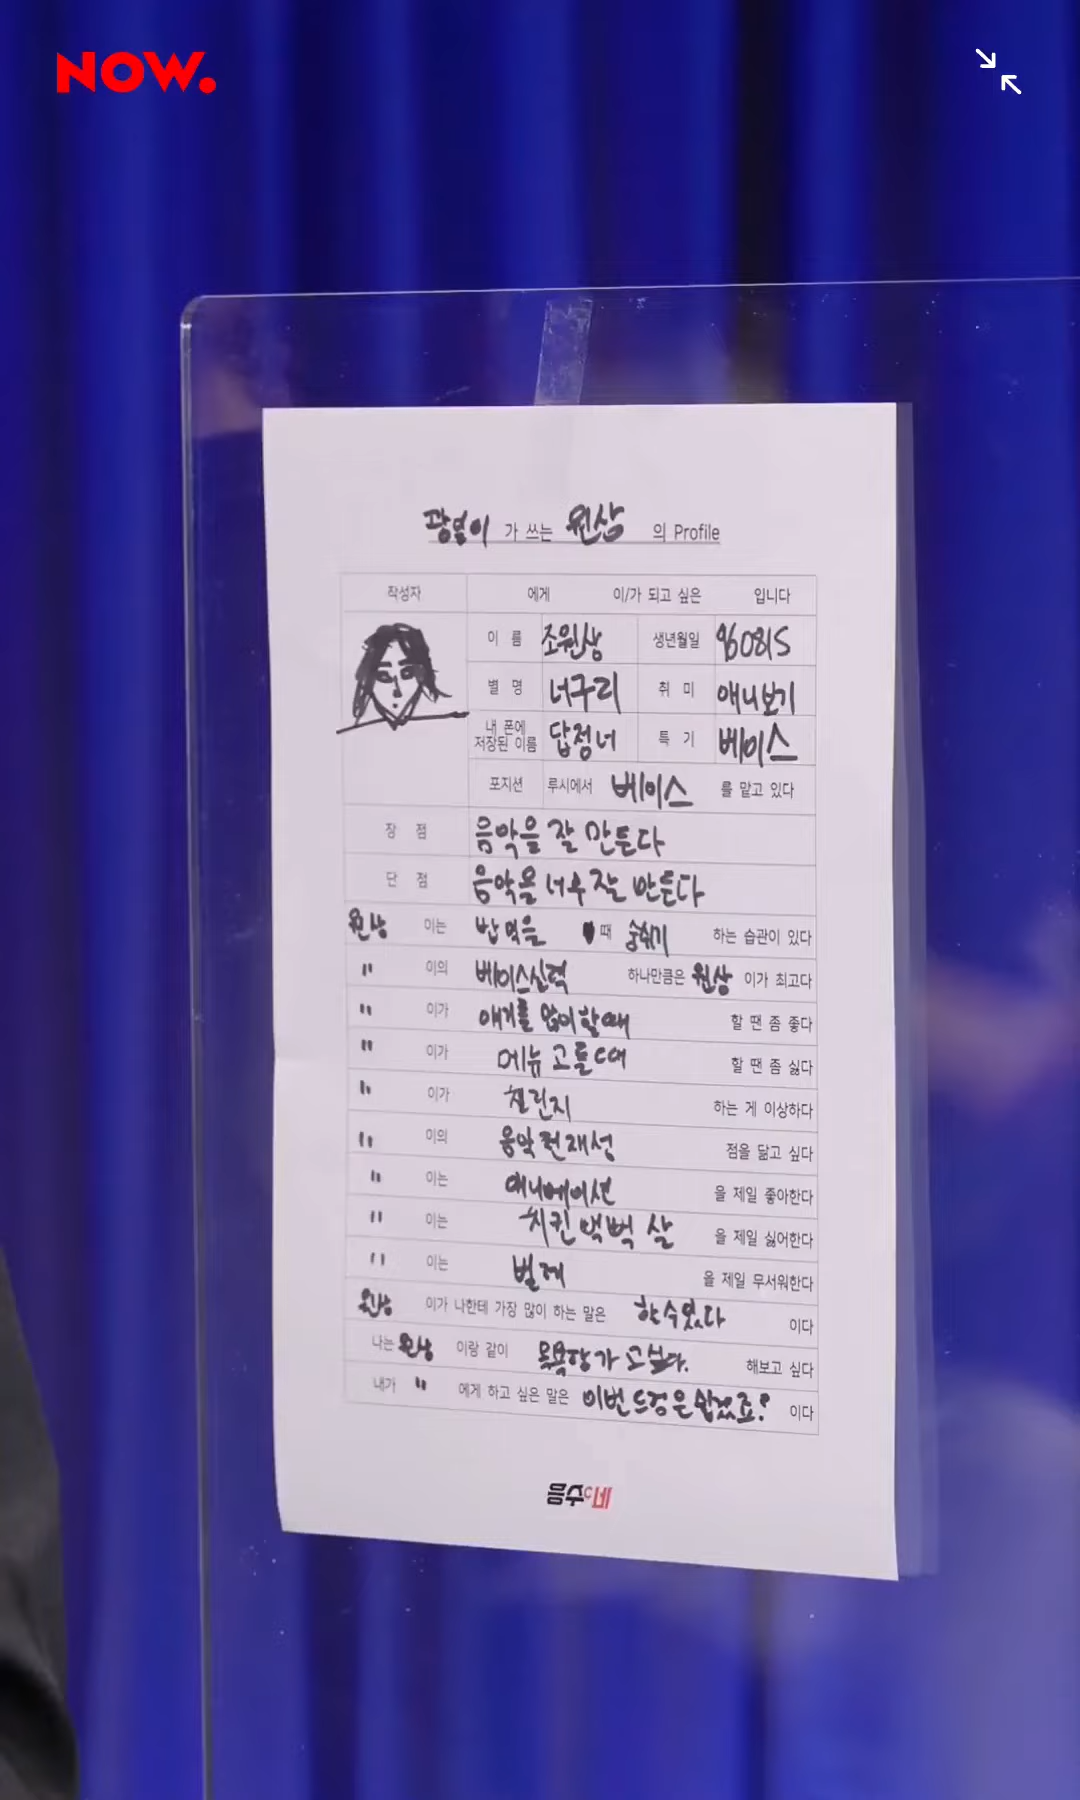 NOW.
광일이 가 쓰는 원상 의 Profile
작성자 에게 이/가 되고 싶은 입니다
이 름 조원상 생년월일 960815
별 명 너구리 취 미 애니보기
내 폰에 저장된 이름 답정너 특 기 베이스
포지션 루시에서 베이스 를 맡고 있다
장 점 음악을 잘 만든다
단 점 음악을 너무 잘 만든다
원상 이는 밥 먹을 때 숨쉬기 하는 습관이 있다
" 이의 베이스실력 하나만큼은 원상 이가 최고다
" 이가 얘기를 많이 할때 할 땐 좀 좋다
" 이가 메뉴 고를때 할 땐 좀 싫다
" 이가 챌린지 하는 게 이상하다
" 이의 음악천재성 점을 닮고 싶다
" 이는 애니메이션 을 제일 좋아한다
" 이는 치킨 퍽퍽 살 을 제일 싫어한다
" 이는 벌레 을 제일 무서워한다
원상 이가 나한테 가장 많이 하는 말은 할 수 있다 이다
나는 원상 이랑 같이 목욕탕 가고싶다. 해보고 싶다
내가 " 에게 하고 싶은 말은 이번 드럼은 쉽겠죠? 이다
음수c네